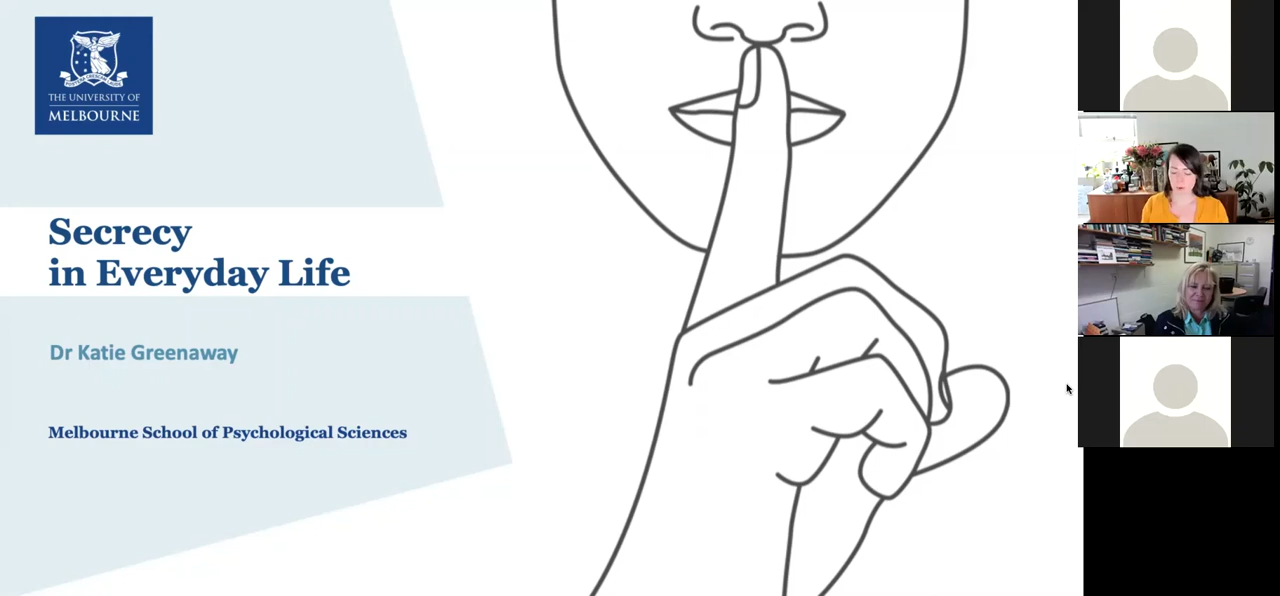 THE UNIVERSITY OF
MELBOURNE
Secrecy
in Everyday Life
Dr Katie Greenaway
Melbourne School of Psychological Sciences